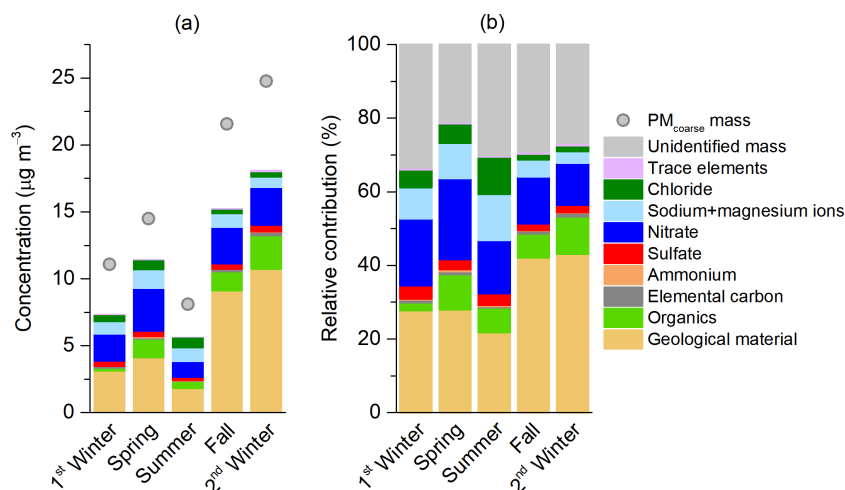 (a)
(b)
Concentration (μg m⁻³)
25
20
15
10
5
0
1st Winter
Spring
Summer
Fall
2nd Winter
Relative contribution (%)
100
80
60
40
20
0
1st Winter
Spring
Summer
Fall
2nd Winter
PMcoarse mass
Unidentified mass
Trace elements
Chloride
Sodium+magnesium ions
Nitrate
Sulfate
Ammonium
Elemental carbon
Organics
Geological material